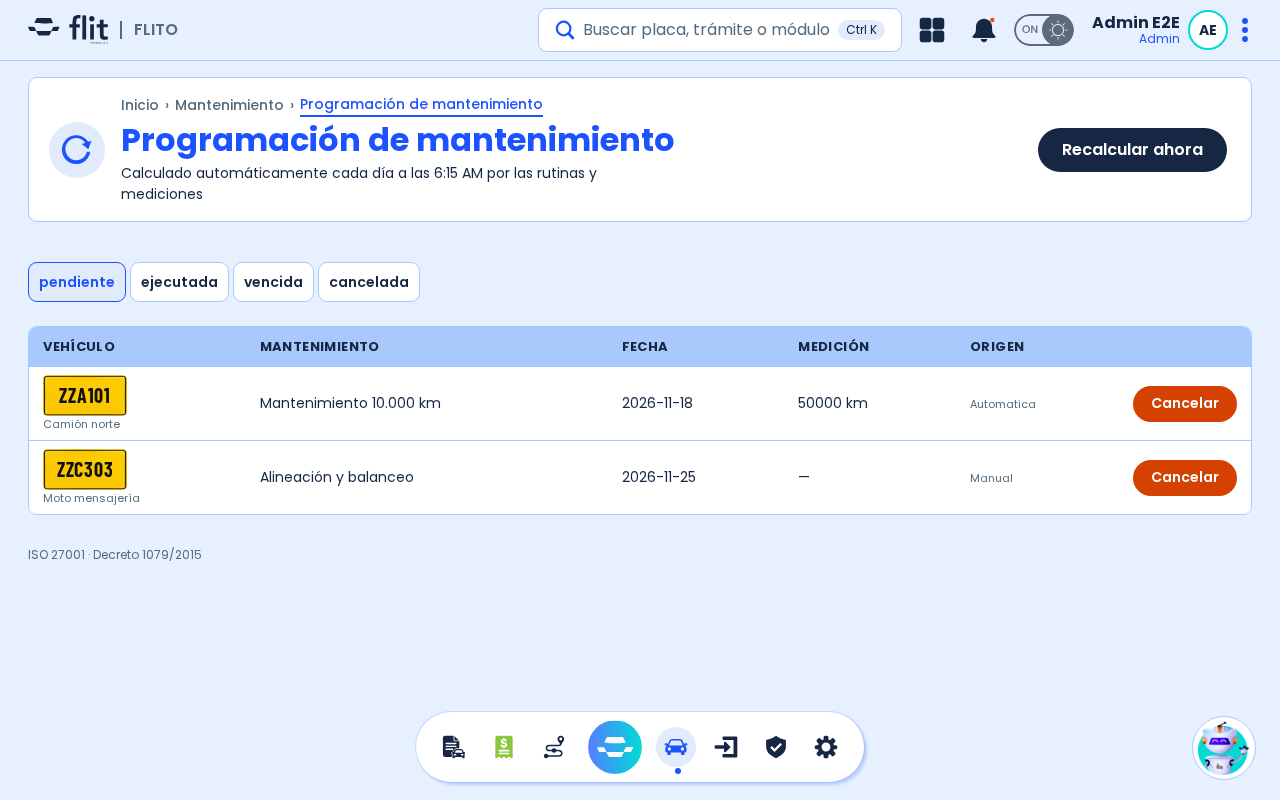 flit
FLITO
Buscar placa, trámite o módulo
Ctrl K
ON
Admin E2E
Admin
AE
Inicio › Mantenimiento › Programación de mantenimiento
Programación de mantenimiento
Calculado automáticamente cada día a las 6:15 AM por las rutinas y
mediciones
Recalcular ahora
pendiente
ejecutada
vencida
cancelada
VEHÍCULO MANTENIMIENTO FECHA MEDICIÓN ORIGEN
ZZA101
Camión norte
Mantenimiento 10.000 km
2026-11-18
50000 km
Automatica
Cancelar
ZZC303
Moto mensajería
Alineación y balanceo
2026-11-25
—
Manual
Cancelar
ISO 27001 · Decreto 1079/2015